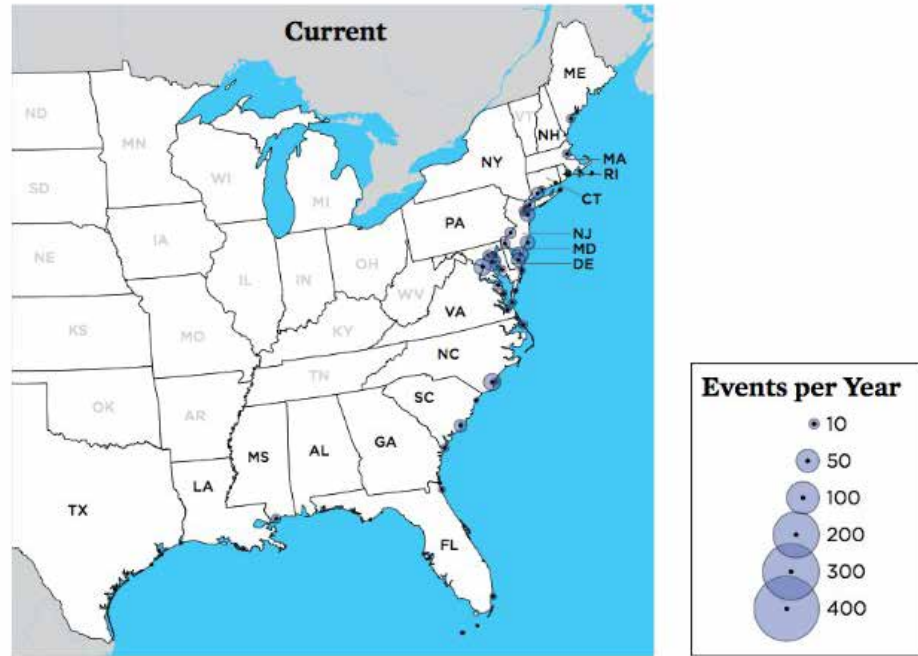 Current
ME
ND
MN
VT
NH
NY
MA
RI
SD
WI
MI
CT
PA
NJ
IA
MD
NE
OH
DE
IL
IN
WV
VA
KS
MO
KY
NC
TN
OK
AR
SC
MS
AL
GA
LA
TX
FL
Events per Year
10
50
100
200
300
400